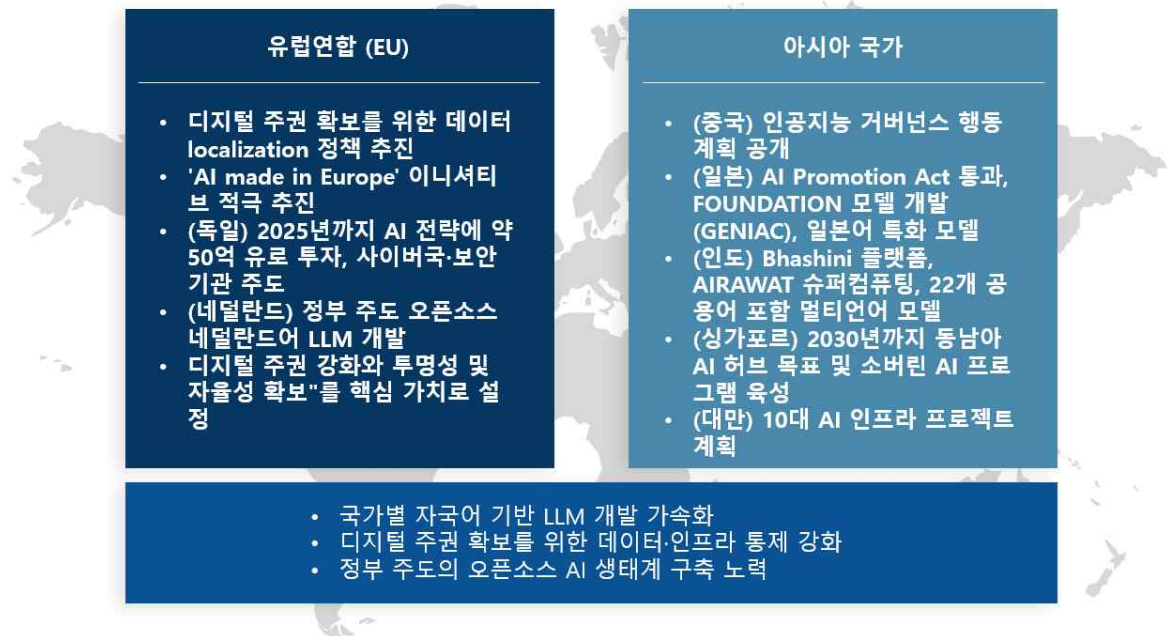 유럽연합 (EU)
• 디지털 주권 확보를 위한 데이터
localization 정책 추진
• 'AI made in Europe' 이니셔티
브 적극 추진
• (독일) 2025년까지 AI 전략에 약
50억 유로 투자, 사이버국·보안
기관 주도
• (네덜란드) 정부 주도 오픈소스
네덜란드어 LLM 개발
• 디지털 주권 강화와 투명성 및
자율성 확보"를 핵심 가치로 설
정
아시아 국가
• (중국) 인공지능 거버넌스 행동
계획 공개
• (일본) AI Promotion Act 통과,
FOUNDATION 모델 개발
(GENIAC), 일본어 특화 모델
• (인도) Bhashini 플랫폼,
AIRAWAT 슈퍼컴퓨팅, 22개 공
용어 포함 멀티언어 모델
• (싱가포르) 2030년까지 동남아
AI 허브 목표 및 소버린 AI 프로
그램 육성
• (대만) 10대 AI 인프라 프로젝트
계획
• 국가별 자국어 기반 LLM 개발 가속화
• 디지털 주권 확보를 위한 데이터·인프라 통제 강화
• 정부 주도의 오픈소스 AI 생태계 구축 노력